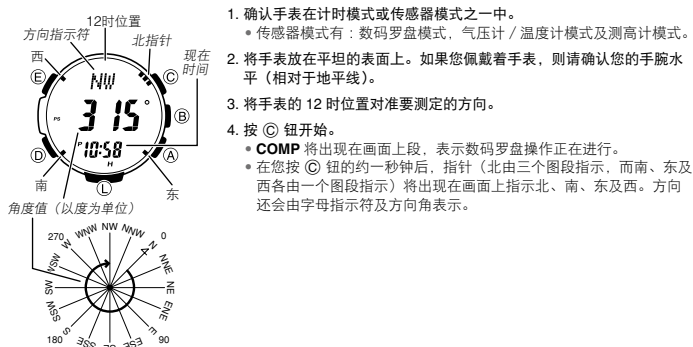 12时位置
方向指示符
北指针
西
现在
时间
E
C
NW
B
PS
315°
P 10:58
H
D
A
L
南
东
角度值（以度为单位）
270
W
WNW
NW
NNW
N
0
WSW
NNE
SW
NE
SSW
ENE
S
E
180
SSE
SE
ESE
90
1. 确认手表在计时模式或传感器模式之一中。
● 传感器模式有：数码罗盘模式，气压计 / 温度计模式及测高计模式。
2. 将手表放在平坦的表面上。如果您佩戴着手表，则请确认您的手腕水
平（相对于地平线）。
3. 将手表的 12 时位置对准要测定的方向。
4. 按 Ⓒ 钮开始。
● COMP 将出现在画面上段，表示数码罗盘操作正在进行。
● 在您按 Ⓒ 钮的约一秒钟后，指针（北由三个图段指示，而南、东及
西各由一个图段指示）将出现在画面上指示北、南、东及西。方向
还会由字母指示符及方向角表示。